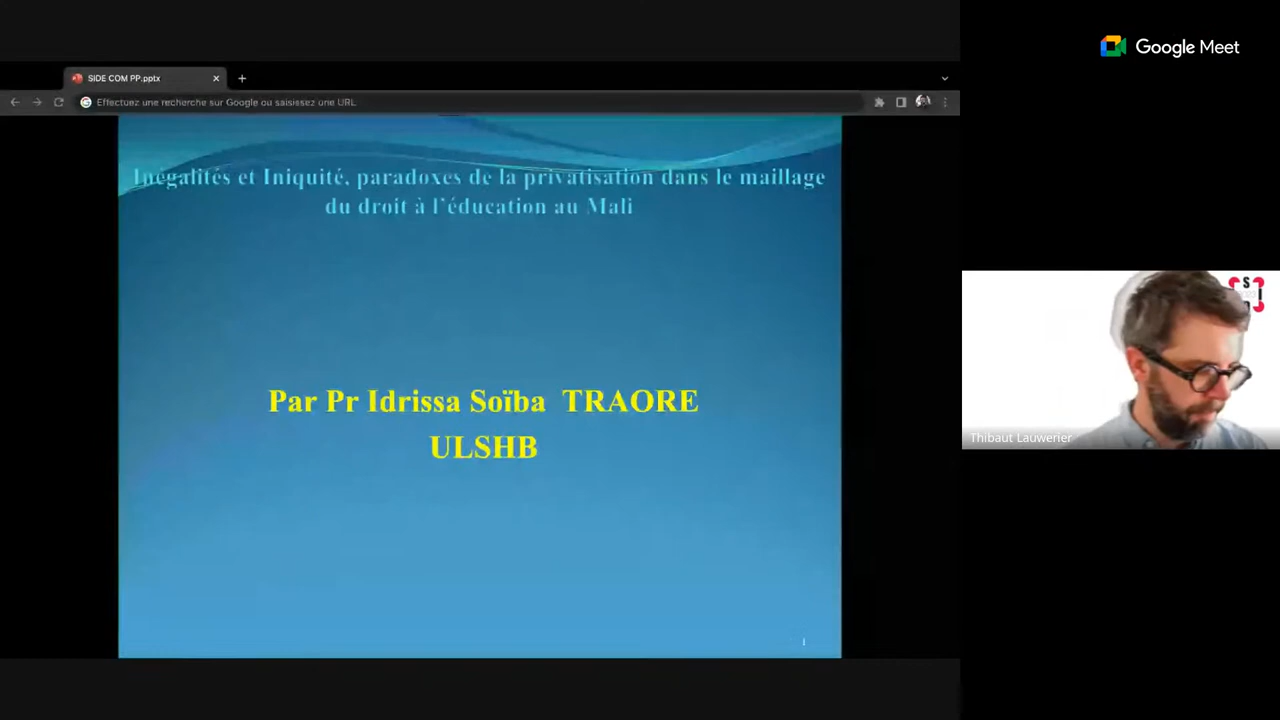 Google Meet
SIDE COM PP.pptx
Effectuez une recherche sur Google ou saisissez une URL
Inégalités et Iniquité, paradoxes de la privatisation dans le maillage
du droit à l'éducation au Mali
Par Pr Idrissa Soïba TRAORE
ULSHB
1
Thibaut Lauwerier